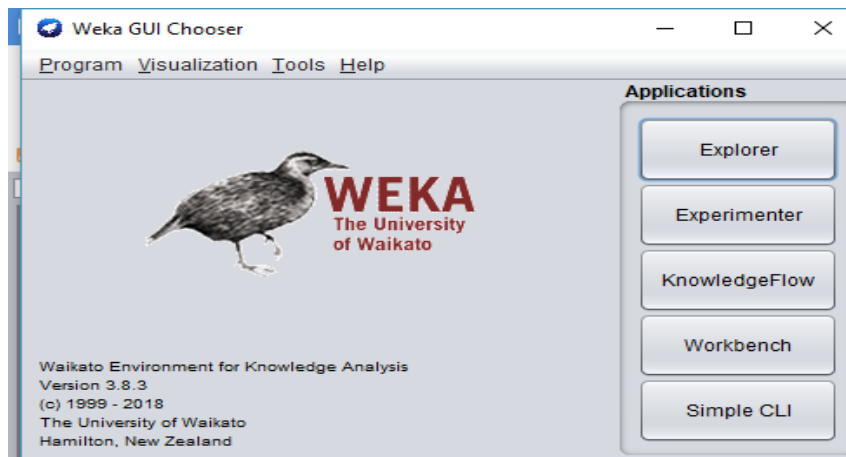 Weka GUI Chooser
Program Visualization Tools Help
Applications
Explorer
Experimenter
KnowledgeFlow
Workbench
Simple CLI
WEKA
The University
of Waikato
Waikato Environment for Knowledge Analysis
Version 3.8.3
(c) 1999 - 2018
The University of Waikato
Hamilton, New Zealand